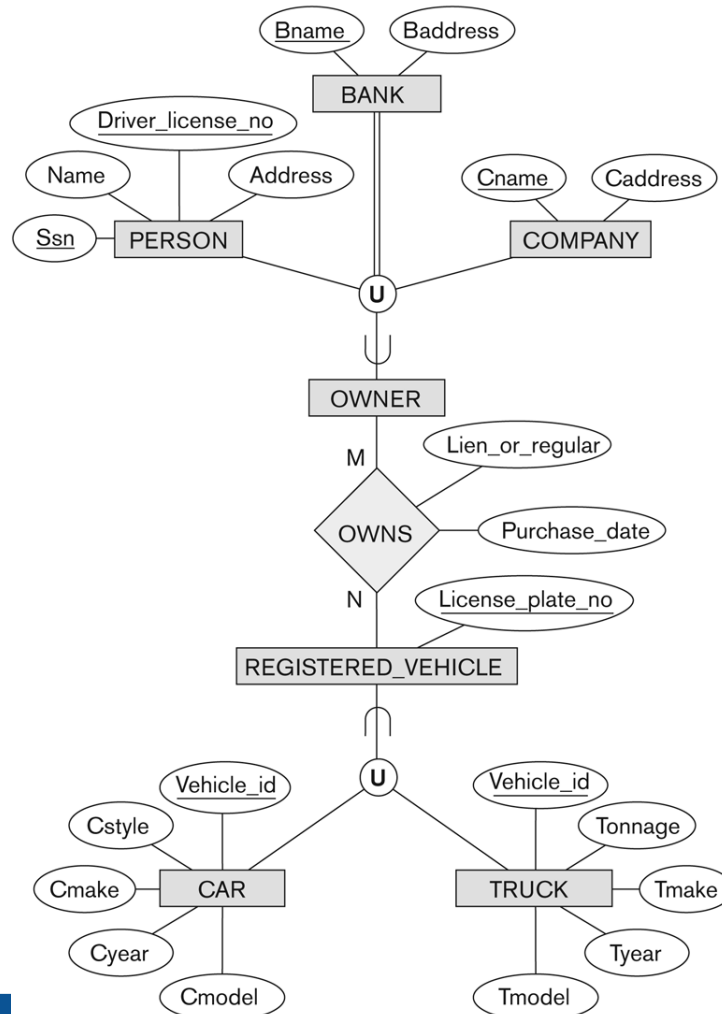 Bname
Baddress
BANK
Driver_license_no
Name
Address
Cname
Caddress
Ssn
PERSON
COMPANY
U
OWNER
M
Lien_or_regular
OWNS
Purchase_date
N
License_plate_no
REGISTERED_VEHICLE
U
Vehicle_id
Vehicle_id
Cstyle
Tonnage
Cmake
CAR
TRUCK
Tmake
Cyear
Tyear
Cmodel
Tmodel